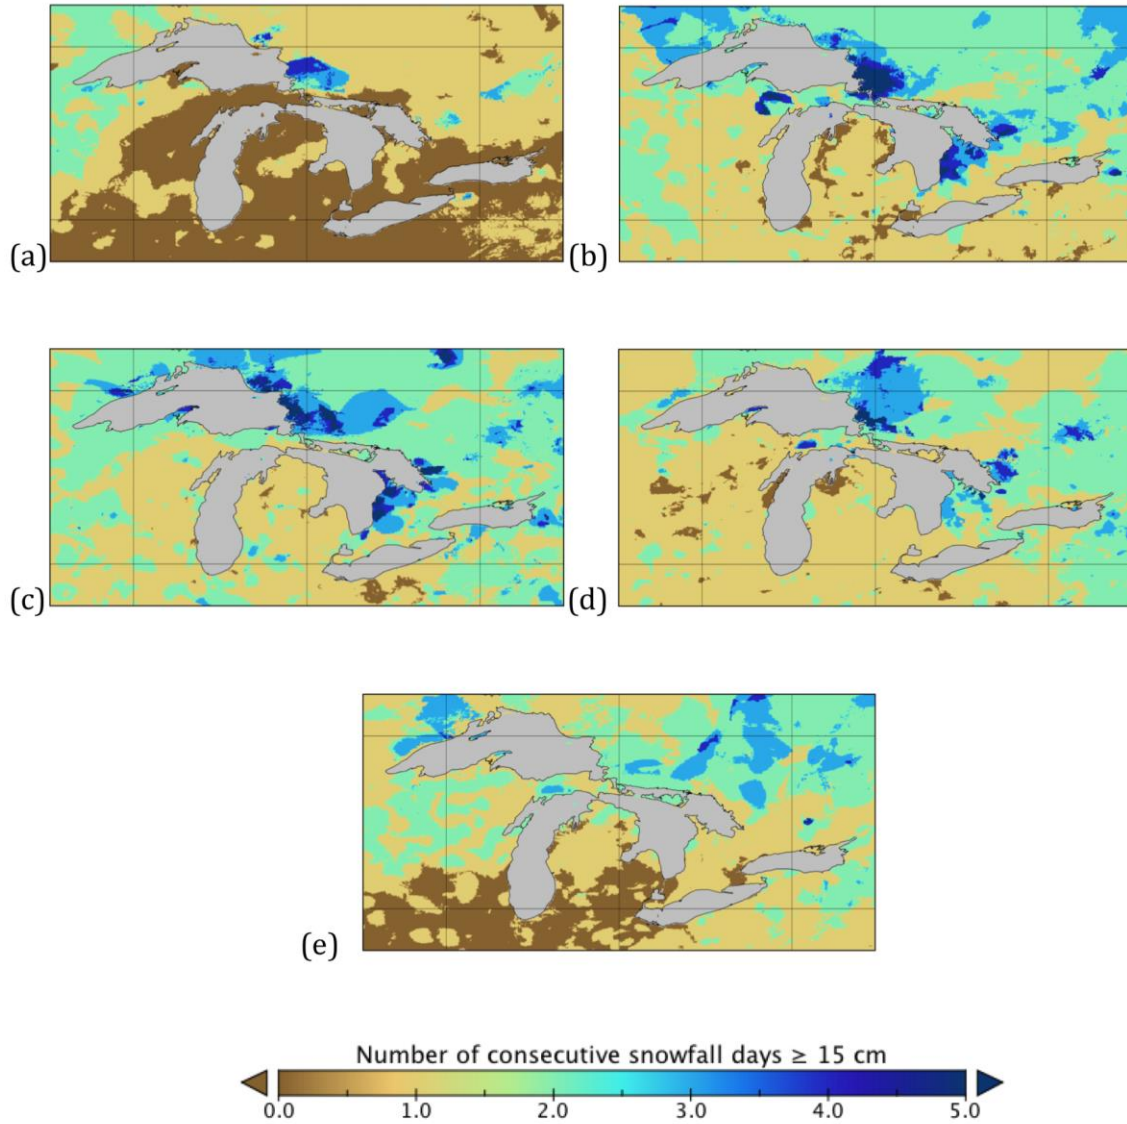 (a)
(b)
(c)
(d)
(e)
Number of consecutive snowfall days ≥ 15 cm
0.0 1.0 2.0 3.0 4.0 5.0